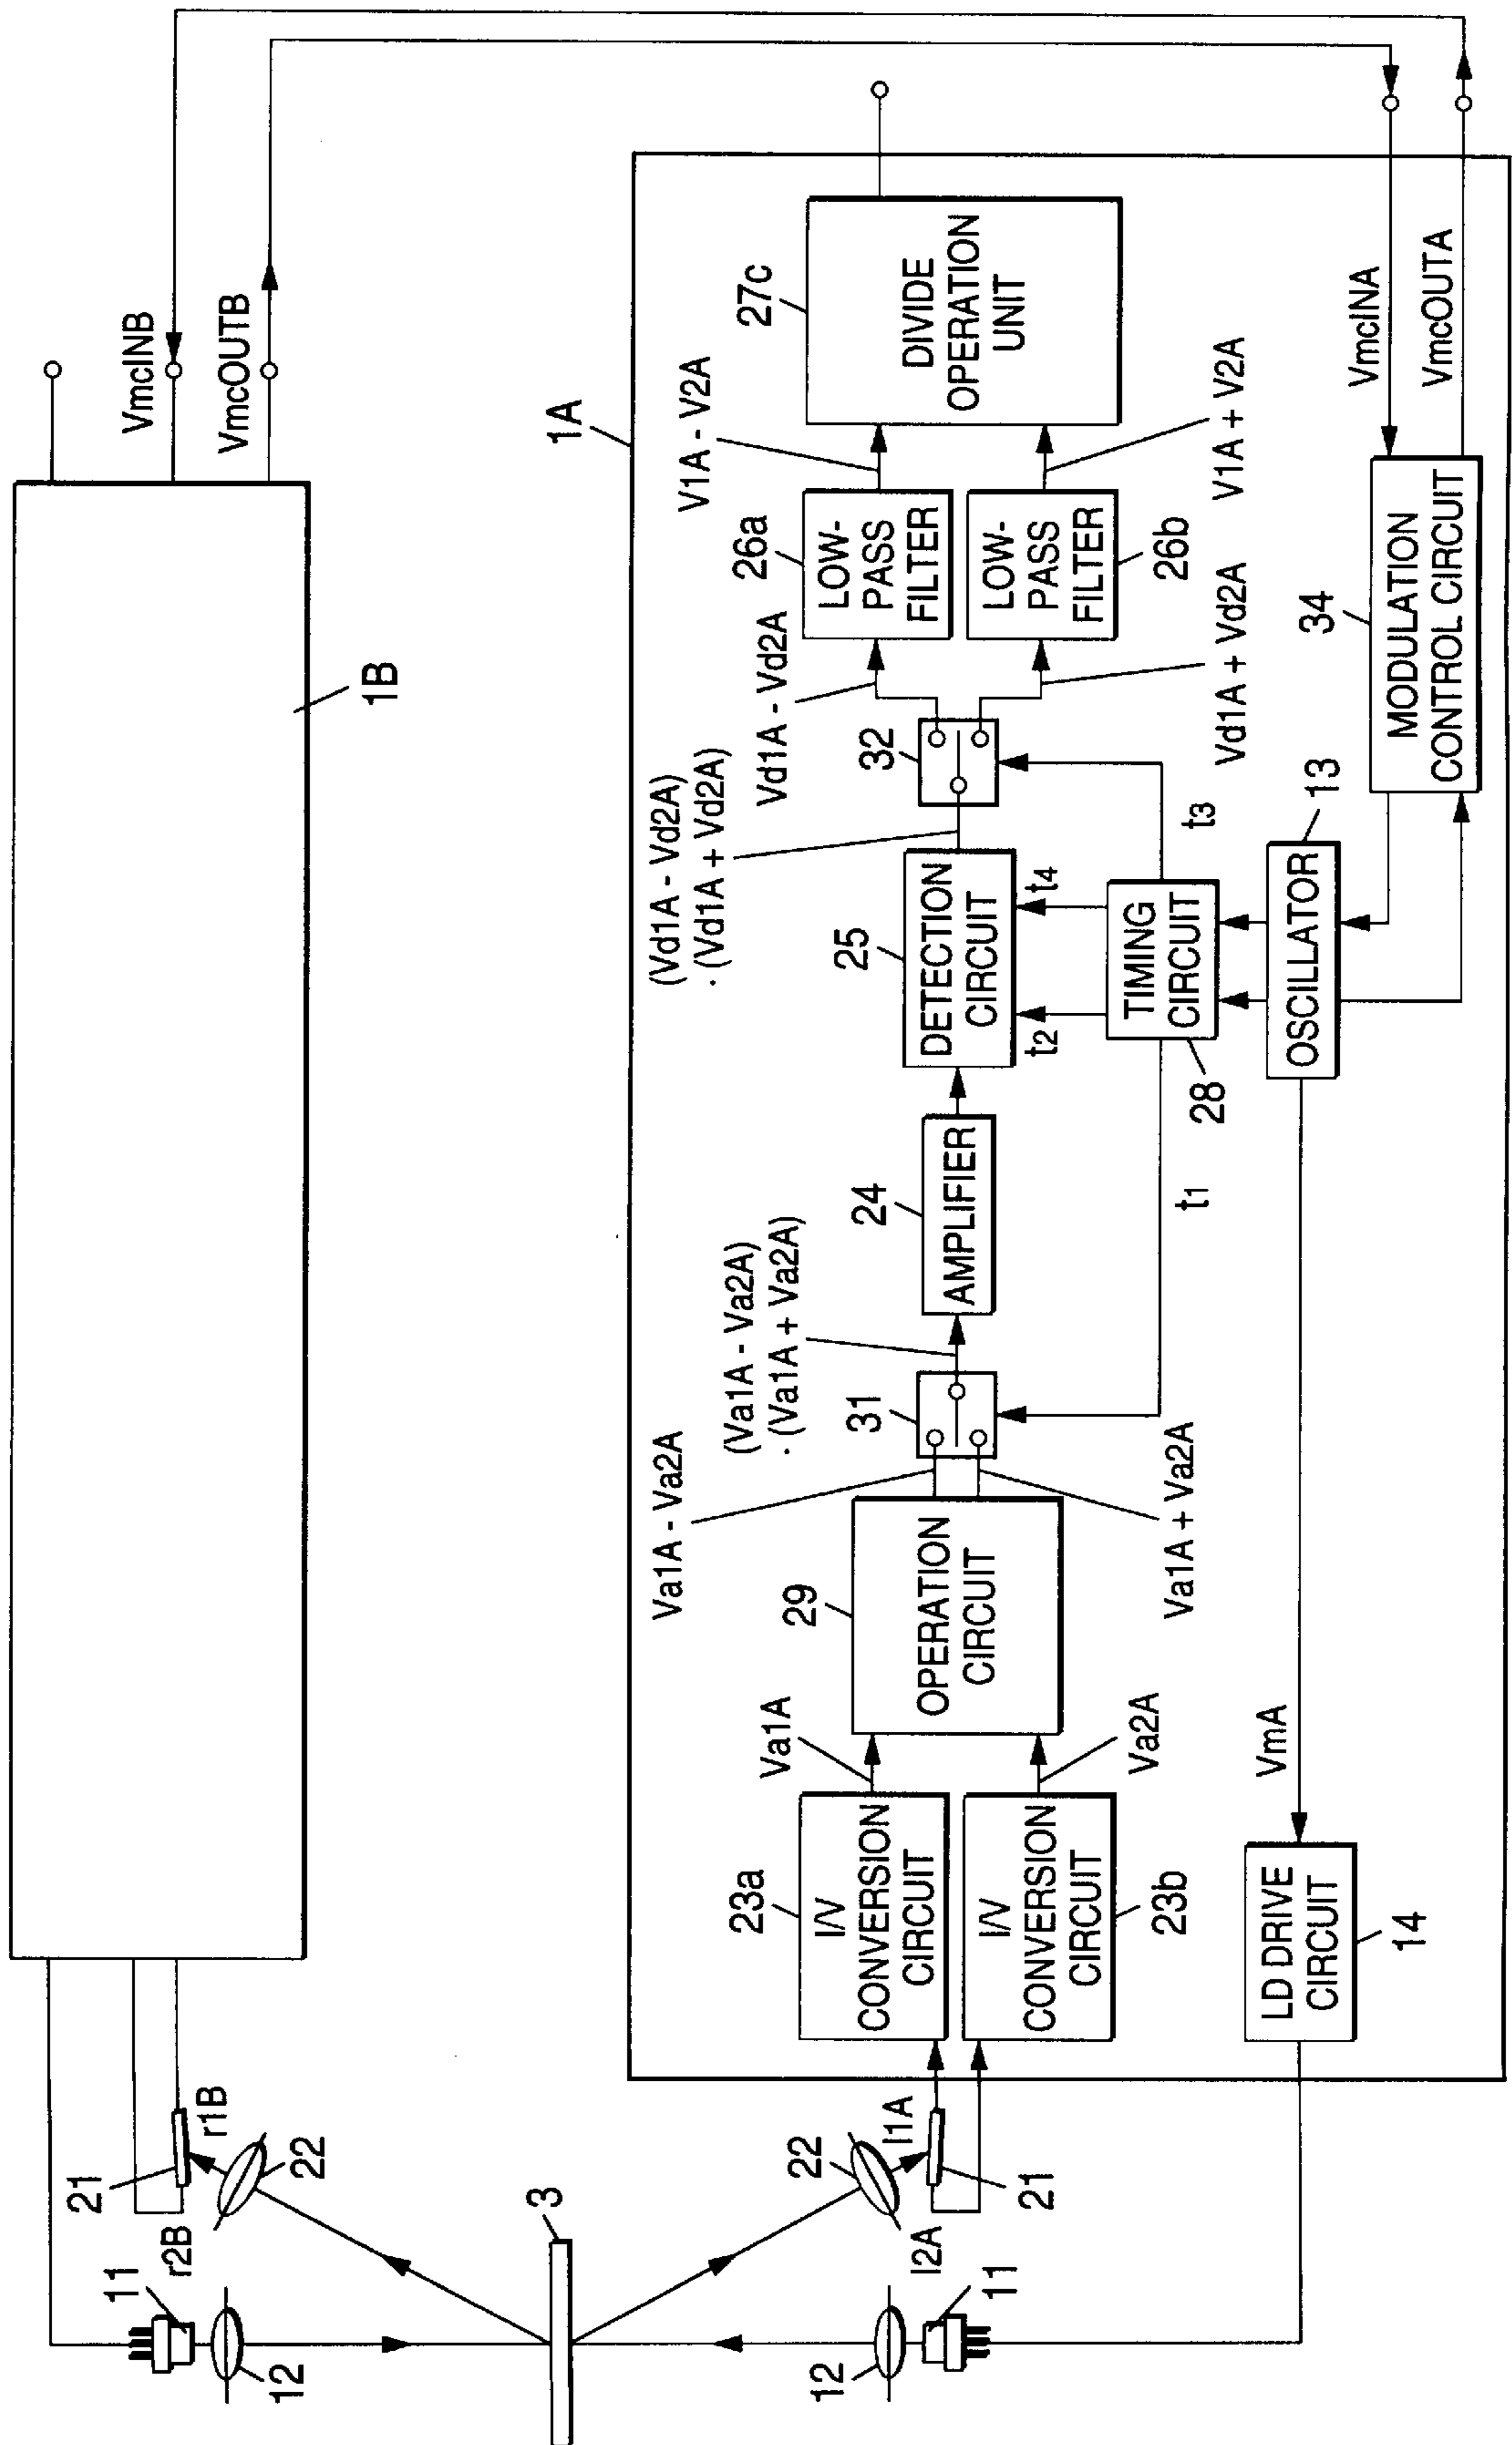 VmcINB
VmcOUTB
1B
21
r1B
r2B
22
11
12
3
22
I1A
21
I2A
12
11
1A
23a
I/V
CONVERSION
CIRCUIT
I/V
CONVERSION
CIRCUIT
23b
Va1A
Va2A
29
OPERATION
CIRCUIT
Va1A - Va2A
Va1A + Va2A
31
(Va1A - Va2A)
. (Va1A + Va2A)
24
AMPLIFIER
25
DETECTION
CIRCUIT
(Vd1A - Vd2A)
. (Vd1A + Vd2A)
32
Vd1A - Vd2A
Vd1A + Vd2A
26a
LOW-
PASS
FILTER
LOW-
PASS
FILTER
26b
V1A - V2A
V1A + V2A
27c
DIVIDE
OPERATION
UNIT
t1
t2
t4
t3
TIMING
CIRCUIT
28
OSCILLATOR
13
34
MODULATION
CONTROL CIRCUIT
VmcINA
VmcOUTA
VmA
LD DRIVE
CIRCUIT
14